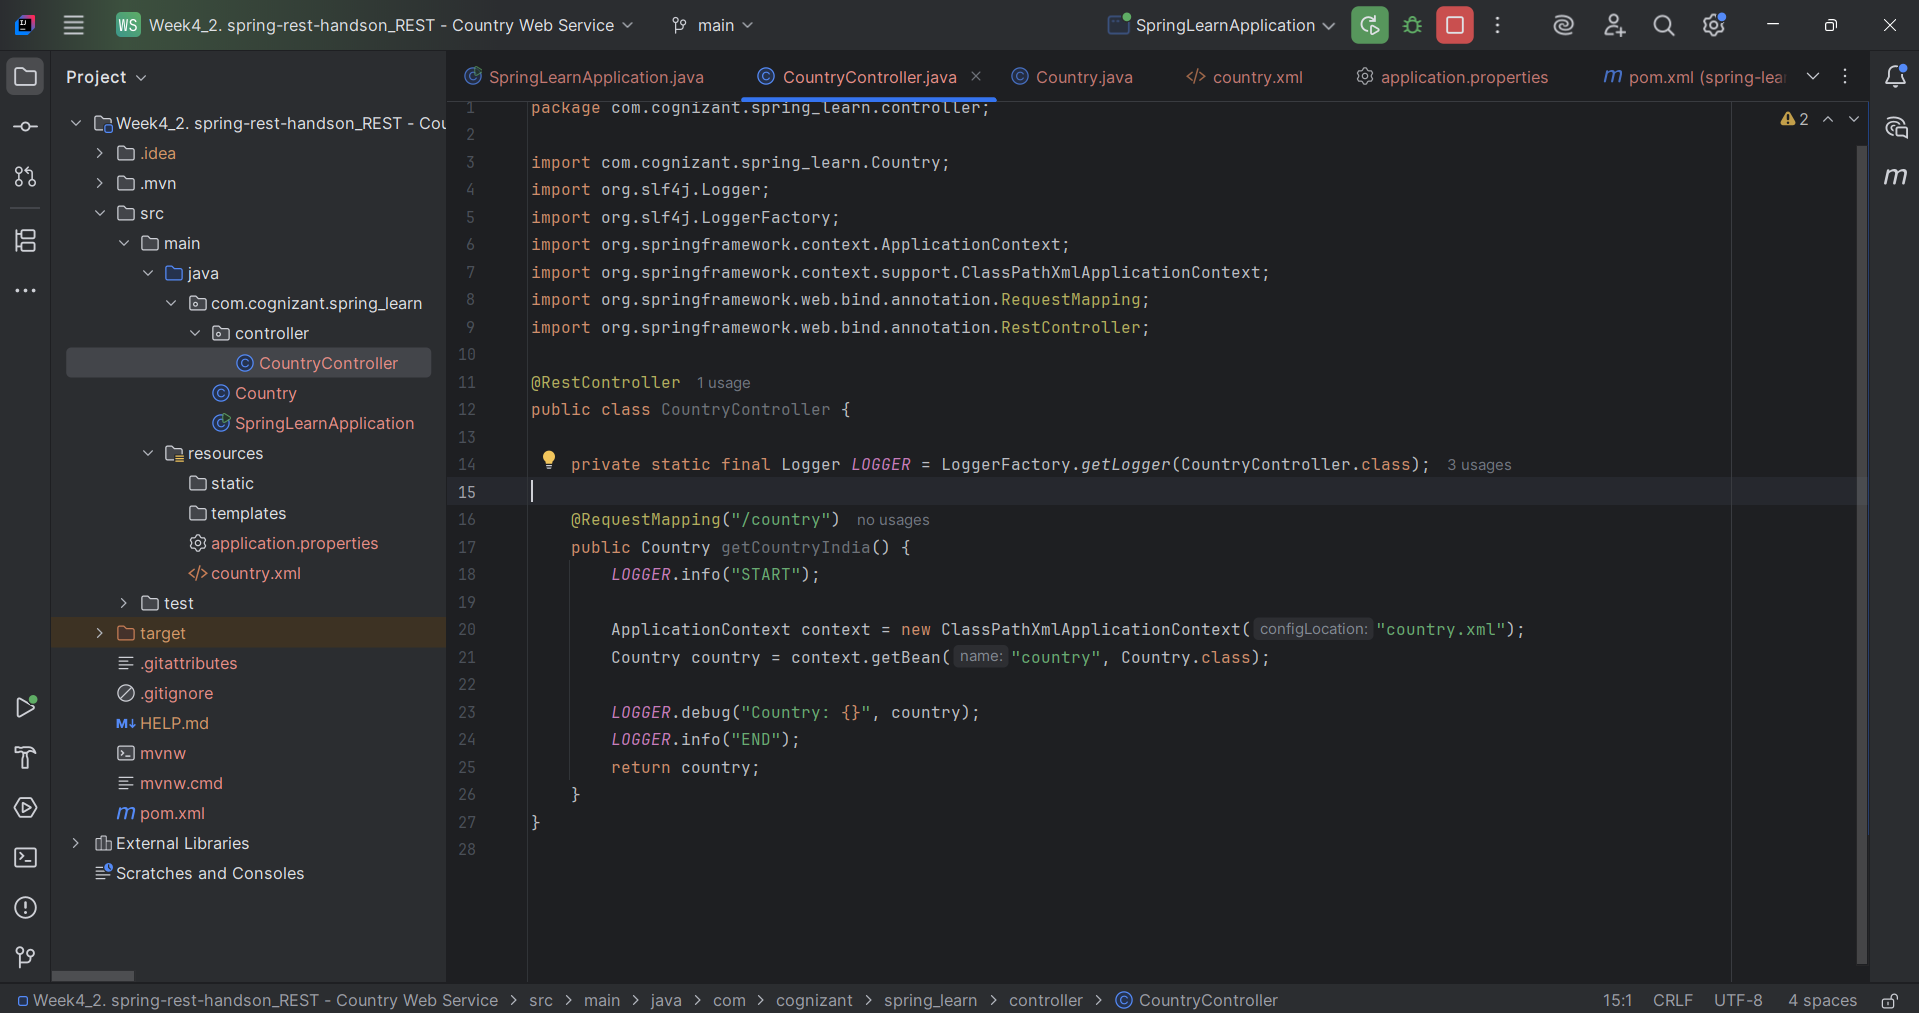 WS Week4_2. spring-rest-handson_REST - Country Web Service main SpringLearnApplication
Project
SpringLearnApplication.java CountryController.java Country.java country.xml application.properties m pom.xml (spring-lear
Week4_2. spring-rest-handson_REST - Cou
.idea
.mvn
src
main
java
com.cognizant.spring_learn
controller
CountryController
Country
SpringLearnApplication
resources
static
templates
application.properties
</> country.xml
test
target
.gitattributes
.gitignore
M↓ HELP.md
mvnw
mvnw.cmd
m pom.xml
External Libraries
Scratches and Consoles
2
1 package com.cognizant.spring_learn.controller;
2
3 import com.cognizant.spring_learn.Country;
4 import org.slf4j.Logger;
5 import org.slf4j.LoggerFactory;
6 import org.springframework.context.ApplicationContext;
7 import org.springframework.context.support.ClassPathXmlApplicationContext;
8 import org.springframework.web.bind.annotation.RequestMapping;
9 import org.springframework.web.bind.annotation.RestController;
10
11 @RestController 1 usage
12 public class CountryController {
13
14 private static final Logger LOGGER = LoggerFactory.getLogger(CountryController.class); 3 usages
15
16 @RequestMapping("/country") no usages
17 public Country getCountryIndia() {
18 LOGGER.info("START");
19
20 ApplicationContext context = new ClassPathXmlApplicationContext( configLocation: "country.xml");
21 Country country = context.getBean( name: "country", Country.class);
22
23 LOGGER.debug("Country: {}", country);
24 LOGGER.info("END");
25 return country;
26 }
27 }
28
Week4_2. spring-rest-handson_REST - Country Web Service > src > main > java > com > cognizant > spring_learn > controller > CountryController 15:1 CRLF UTF-8 4 spaces